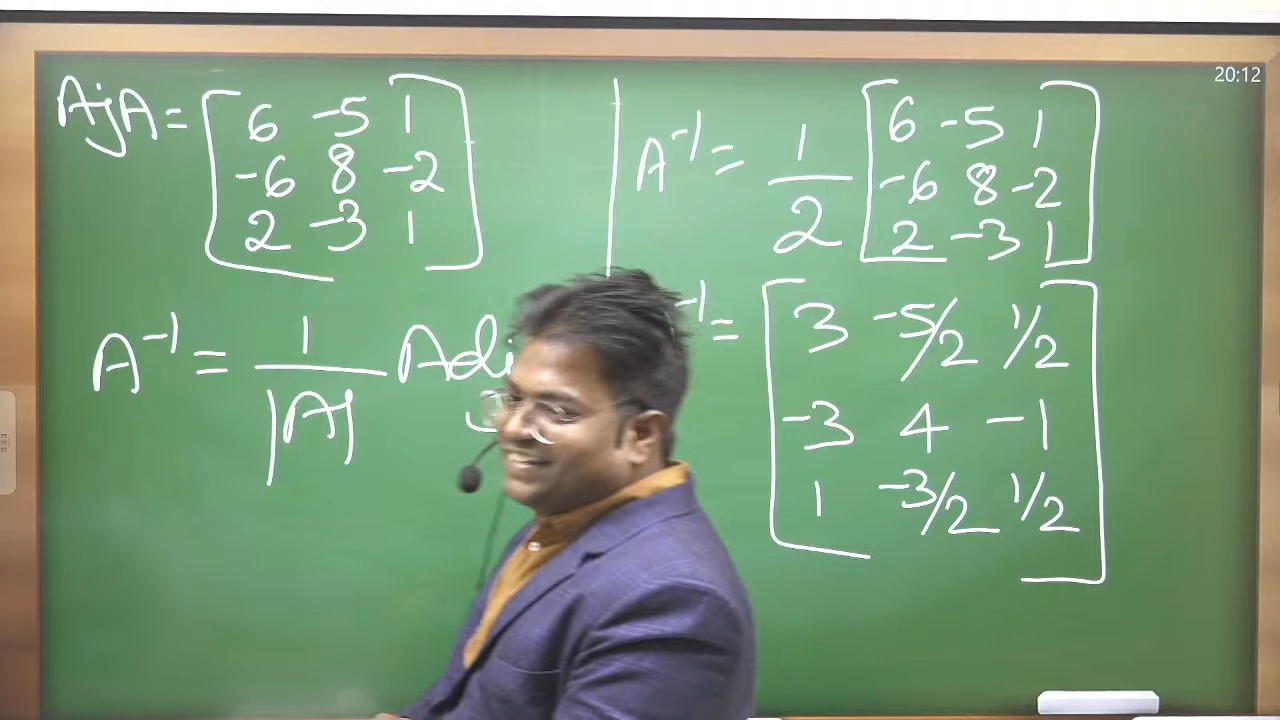 AjA = [6 -5 1
-6 8 -2
2 -3 1]
A⁻¹ = 1/|A| Adj
20:12
A⁻¹ = 1/2 [6 -5 1
-6 8 -2
2 -3 1]
⁻¹ = [3 -5/2 1/2
-3 4 -1
1 -3/2 1/2]